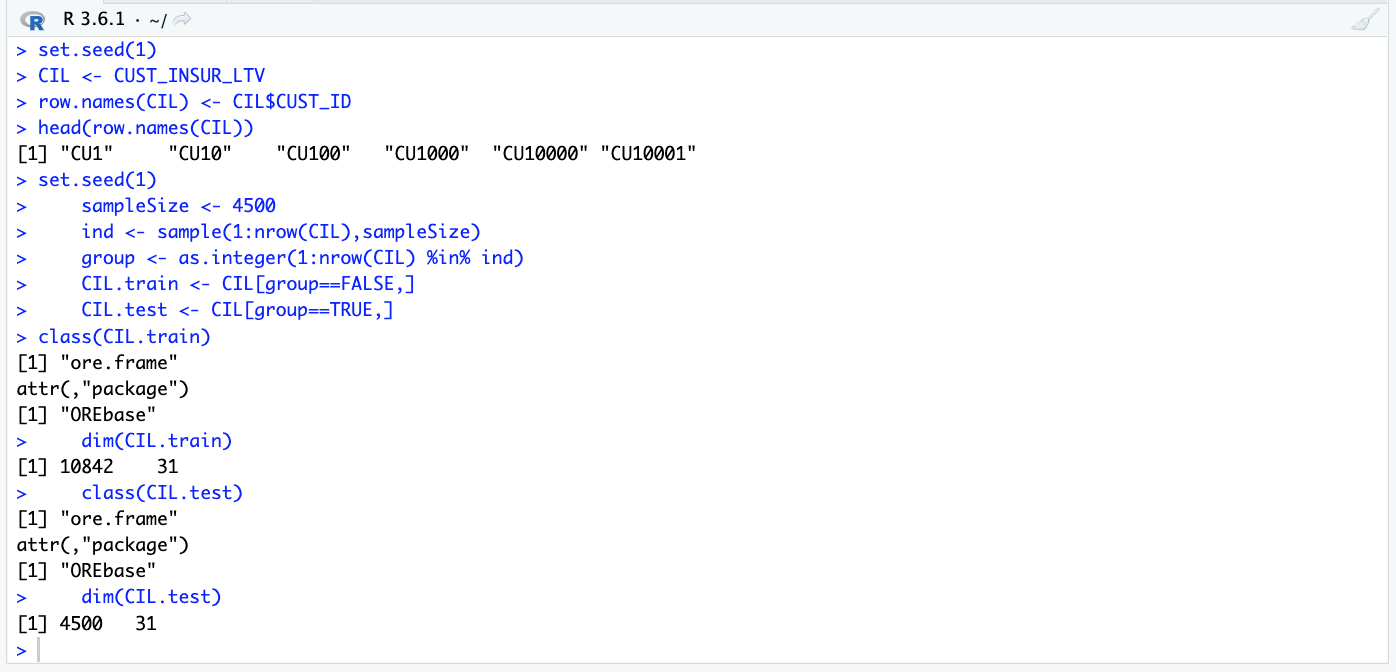 R R 3.6.1 · ~/
> set.seed(1)
> CIL <- CUST_INSUR_LTV
> row.names(CIL) <- CIL$CUST_ID
> head(row.names(CIL))
[1] "CU1"     "CU10"    "CU100"   "CU1000"  "CU10000" "CU10001"
> set.seed(1)
>     sampleSize <- 4500
>     ind <- sample(1:nrow(CIL),sampleSize)
>     group <- as.integer(1:nrow(CIL) %in% ind)
>     CIL.train <- CIL[group==FALSE,]
>     CIL.test <- CIL[group==TRUE,]
> class(CIL.train)
[1] "ore.frame"
attr(,"package")
[1] "OREbase"
>     dim(CIL.train)
[1] 10842    31
>     class(CIL.test)
[1] "ore.frame"
attr(,"package")
[1] "OREbase"
>     dim(CIL.test)
[1] 4500   31
>